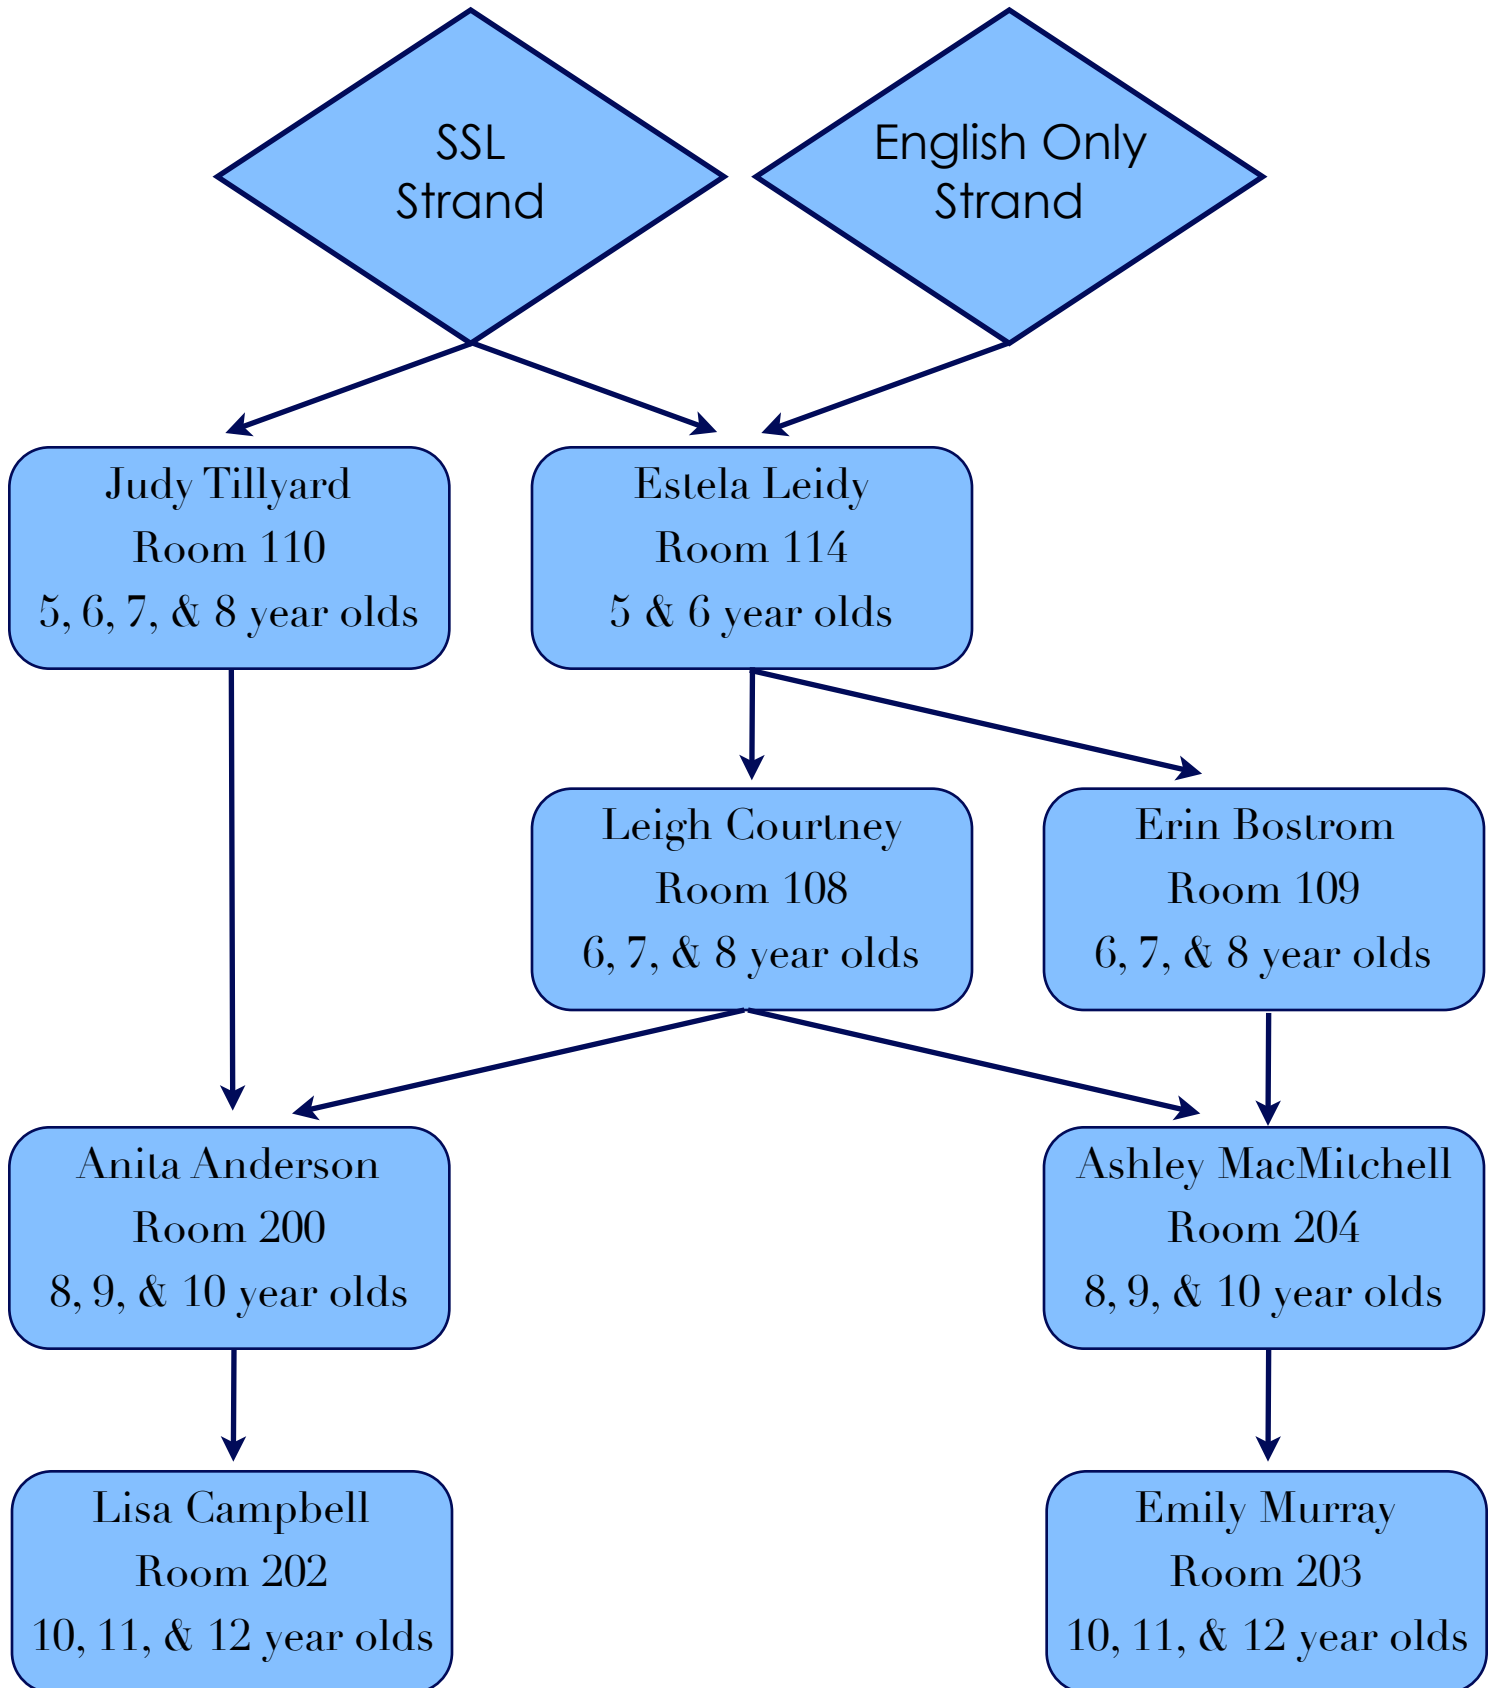 SSL
Strand
English Only
Strand
Judy Tillyard
Room 110
5, 6, 7, & 8 year olds
Estela Leidy
Room 114
5 & 6 year olds
Leigh Courtney
Room 108
6, 7, & 8 year olds
Erin Bostrom
Room 109
6, 7, & 8 year olds
Anita Anderson
Room 200
8, 9, & 10 year olds
Ashley MacMitchell
Room 204
8, 9, & 10 year olds
Lisa Campbell
Room 202
10, 11, & 12 year olds
Emily Murray
Room 203
10, 11, & 12 year olds